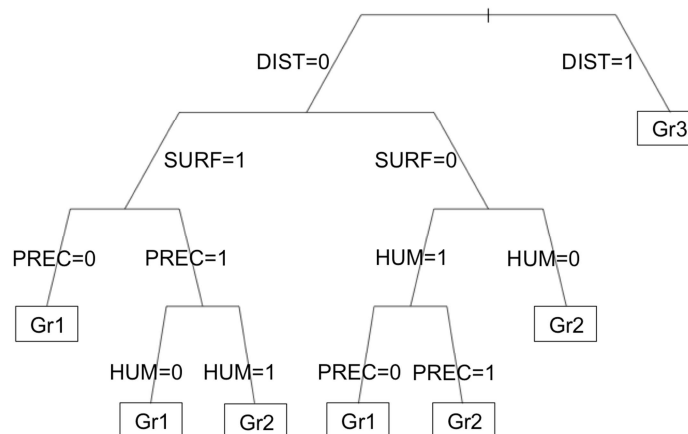 DIST=0
DIST=1
Gr3
SURF=1
SURF=0
PREC=0
PREC=1
HUM=1
HUM=0
Gr1
Gr2
HUM=0
HUM=1
PREC=0
PREC=1
Gr1
Gr2
Gr1
Gr2